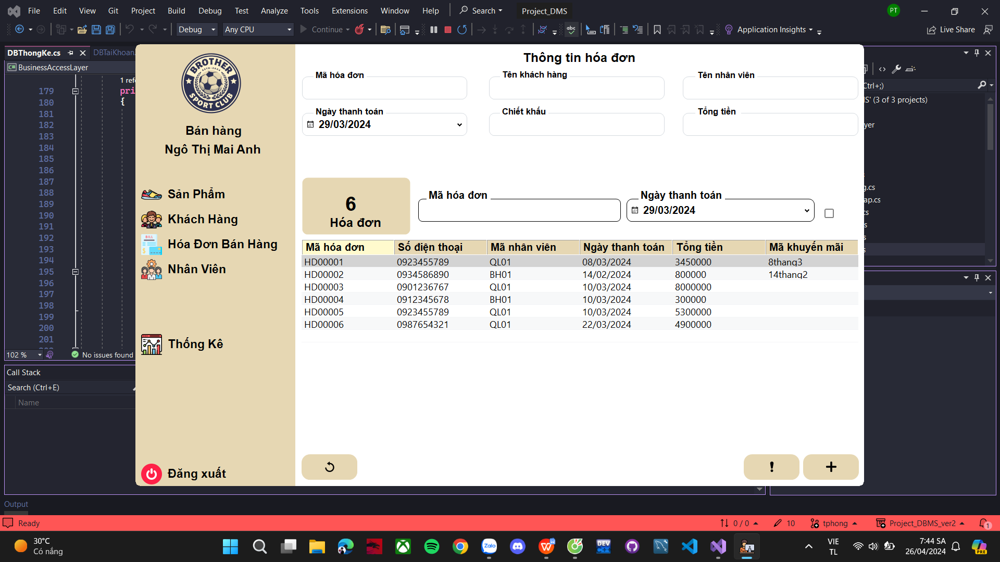 File Edit View Git Project Build Debug Test Analyze Tools Extensions Window Help Search Project_DMS PT
Debug Any CPU Continue abc Application Insights Live Share
DBThongKe.cs DBTaiKhoan.
C# BusinessAccessLayer
1 refe
179 pri
180 {
181
182
183
184
185
186
187
188
189
190
191
192
193
194
195
196
197
198
199
200
201
102 % No issues found
Call Stack
Search (Ctrl+E)
Name
Output
BROTHER
ESTD-2024
SPORT CLUB
Bán hàng
Ngô Thị Mai Anh
Sản Phẩm
Khách Hàng
BILL
Hóa Đơn Bán Hàng
Nhân Viên
Thống Kê
Đăng xuất
Thông tin hóa đơn
Mã hóa đơn Tên khách hàng Tên nhân viên
Ngày thanh toán Chiết khấu Tổng tiền
29/03/2024
6
Hóa đơn
Mã hóa đơn Ngày thanh toán
29/03/2024
Mã hóa đơn Số điện thoại Mã nhân viên Ngày thanh toán Tổng tiền Mã khuyến mãi
HD00001 0923455789 QL01 08/03/2024 3450000 8thang3
HD00002 0934586890 BH01 14/02/2024 800000 14thang2
HD00003 0901236767 QL01 10/03/2024 8000000
HD00004 0912345678 BH01 10/03/2024 300000
HD00005 0923455789 QL01 10/03/2024 5300000
HD00006 0987654321 QL01 22/03/2024 4900000
! +
Ctrl+;)
' (3 of 3 projects)
yer
g.cs
ap.cs
cs
s
s
Ready 0 / 0 10 tphong Project_DBMS_ver2 1
30°C
Có nắng
Zalo
DEV
VIE
TL
7:44 SA
26/04/2024
PRE